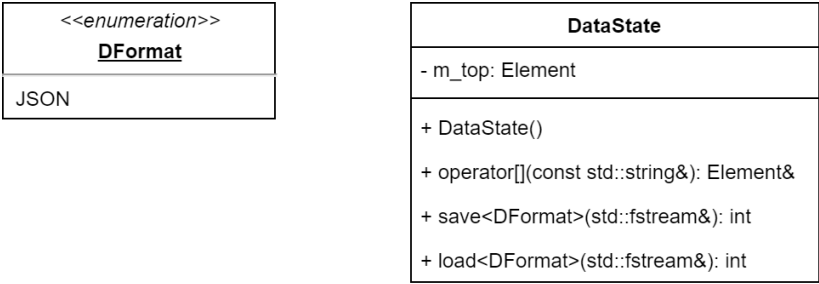 <<enumeration>>
DFormat
JSON
DataState
- m_top: Element
+ DataState()
+ operator[](const std::string&): Element&
+ save<DFormat>(std::fstream&): int
+ load<DFormat>(std::fstream&): int